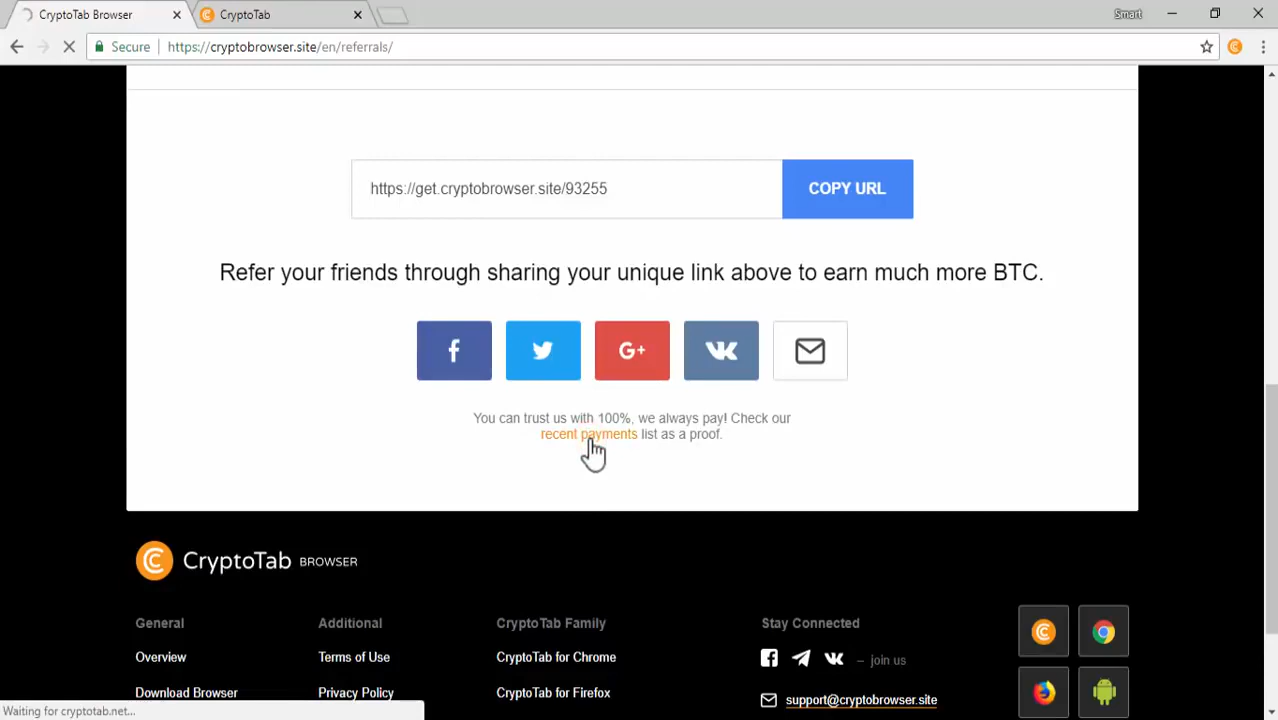 CryptoTab Browser
CryptoTab
Smart
Secure
https://cryptobrowser.site/en/referrals/
https://get.cryptobrowser.site/93255
COPY URL
Refer your friends through sharing your unique link above to earn much more BTC.
You can trust us with 100%, we always pay! Check our
recent payments list as a proof.
CryptoTab BROWSER
General
Additional
CryptoTab Family
Stay Connected
Overview
Terms of Use
CryptoTab for Chrome
– join us
Download Browser
Privacy Policy
CryptoTab for Firefox
support@cryptobrowser.site
Waiting for cryptotab.net...